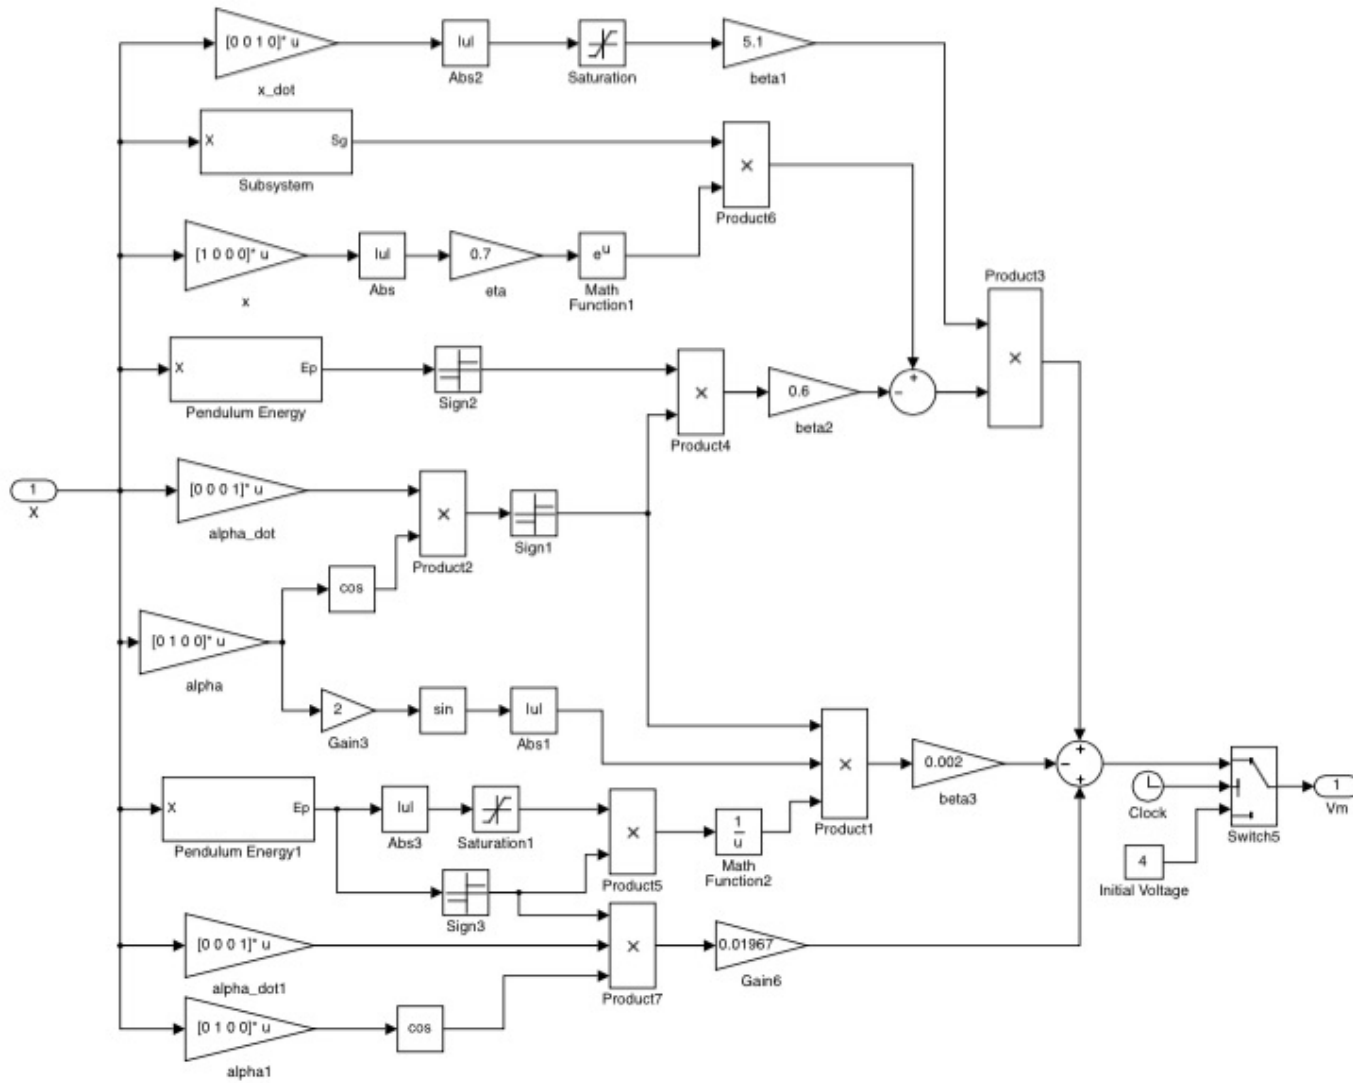 [0 0 1 0]* u
x_dot
|u|
Abs2
Saturation
5.1
beta1
X
Sg
Subsystem
×
Product6
[1 0 0 0]* u
x
|u|
Abs
0.7
eta
eᵘ
Math
Function1
Product3
×
X
Ep
Pendulum Energy
Sign2
×
Product4
0.6
beta2
+
−
1
X
[0 0 0 1]* u
alpha_dot
×
Product2
Sign1
cos
[0 1 0 0]* u
alpha
2
Gain3
sin
|u|
Abs1
×
Product1
0.002
beta3
+
−
+
Clock
4
Initial Voltage
Switch5
1
Vm
X
Ep
Pendulum Energy1
|u|
Abs3
Saturation1
×
Product5
1
u
Math
Function2
Sign3
×
Product7
0.01967
Gain6
[0 0 0 1]* u
alpha_dot1
[0 1 0 0]* u
alpha1
cos